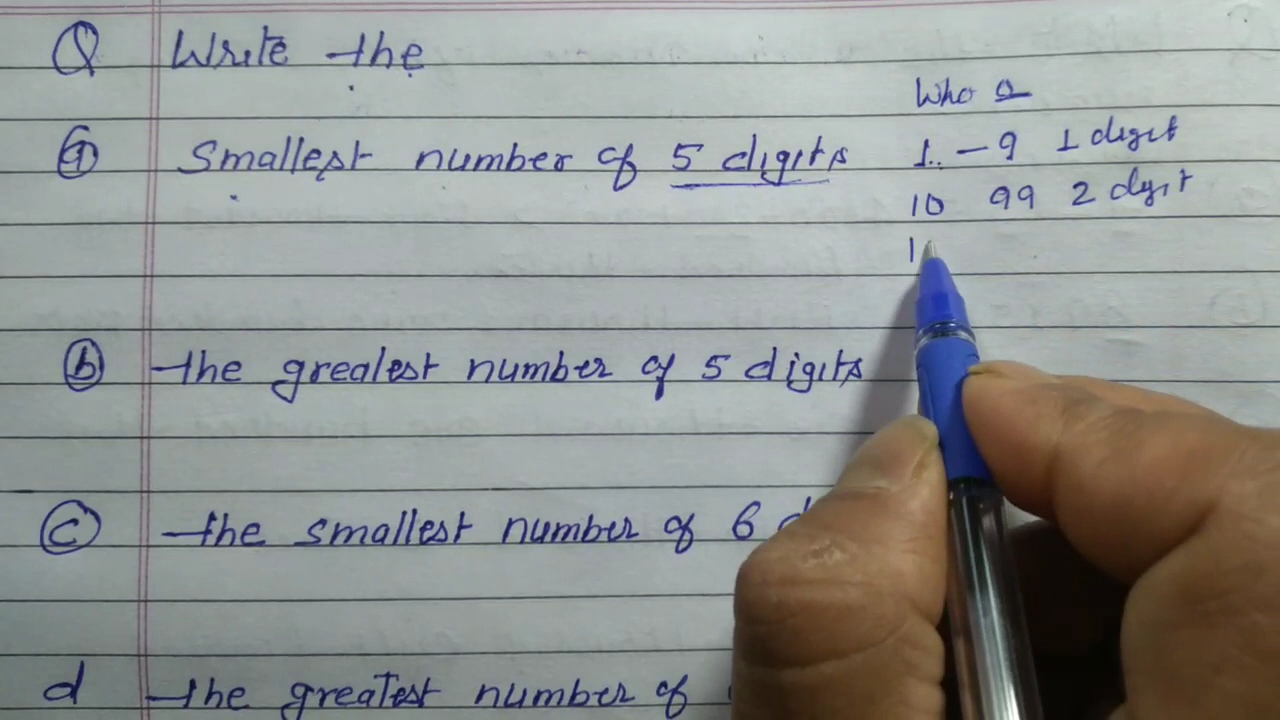 Q Write the
Who Q
a Smallest number of 5 digits
1 - 9 1 digit
10 99 2 digit
1
b the greatest number of 5 digits
c the smallest number of 6 d
d the greatest number of